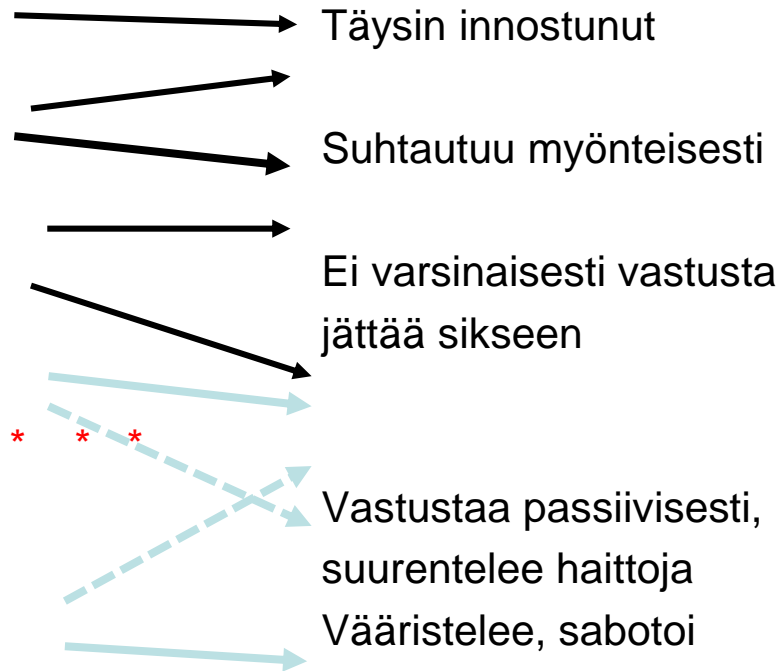 Täysin innostunut
Suhtautuu myönteisesti
Ei varsinaisesti vastusta
jättää sikseen
* * *
Vastustaa passiivisesti,
suurentelee haittoja
Vääristelee, sabotoi